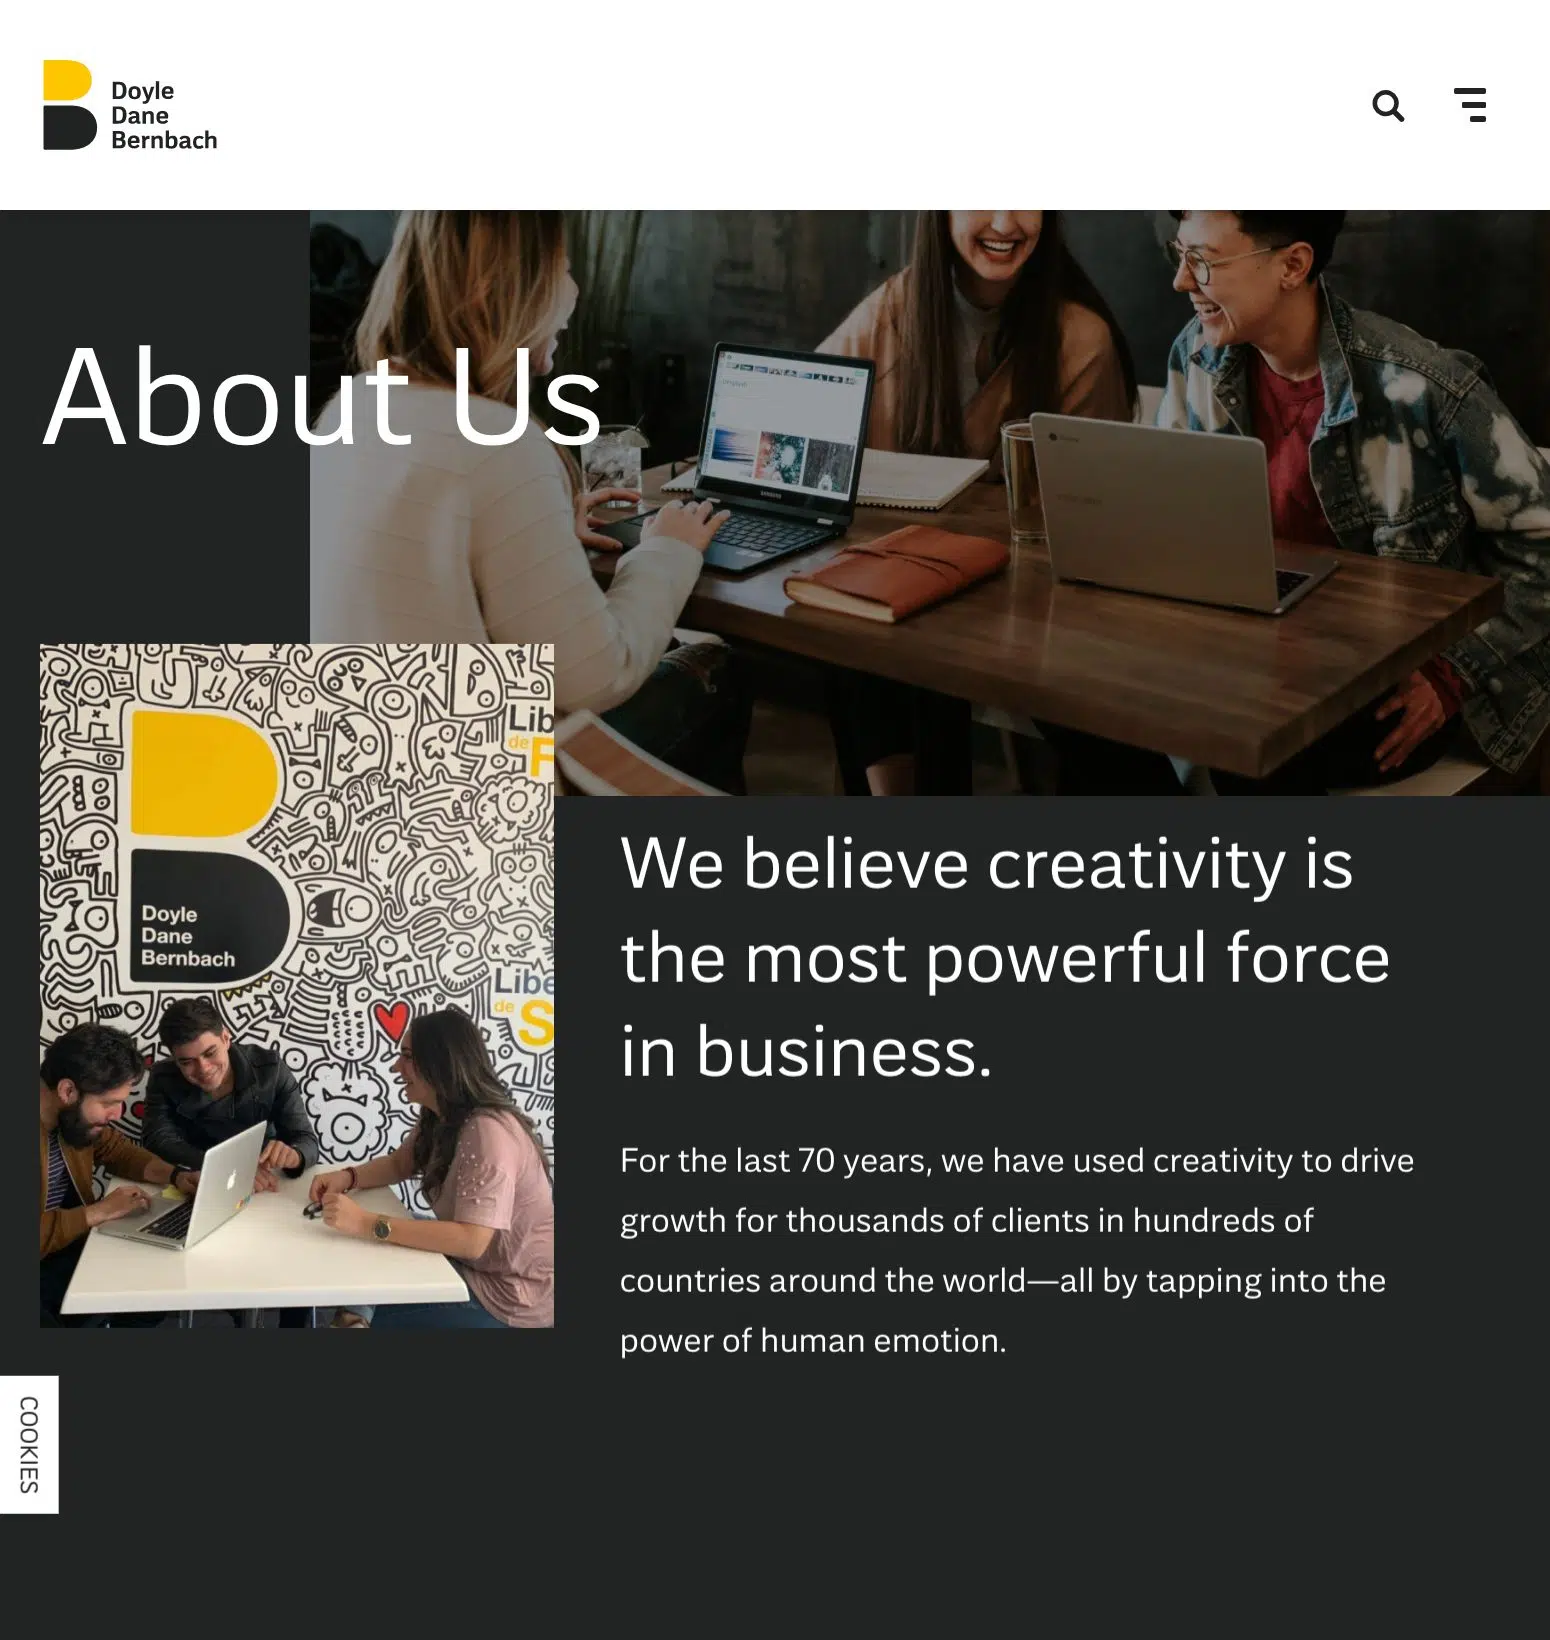 Doyle
Dane
Bernbach
About Us
Lib
de
F
Doyle
Dane
Bernbach
Libe
de
S
We believe creativity is
the most powerful force
in business.
For the last 70 years, we have used creativity to drive
growth for thousands of clients in hundreds of
countries around the world—all by tapping into the
power of human emotion.
COOKIES